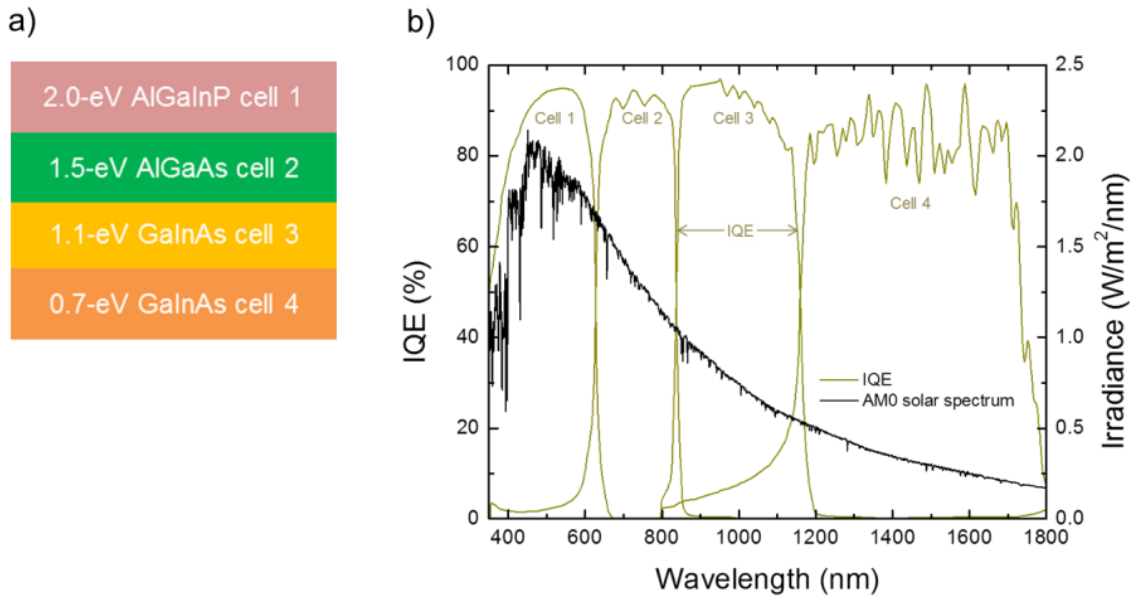 a)
2.0-eV AlGaInP cell 1
1.5-eV AlGaAs cell 2
1.1-eV GaInAs cell 3
0.7-eV GaInAs cell 4
b)
100
80
60
40
20
0
IQE (%)
Cell 1
Cell 2
Cell 3
Cell 4
IQE
IQE
AM0 solar spectrum
2.5
2.0
1.5
1.0
0.5
0.0
Irradiance (W/m²/nm)
400 600 800 1000 1200 1400 1600 1800
Wavelength (nm)